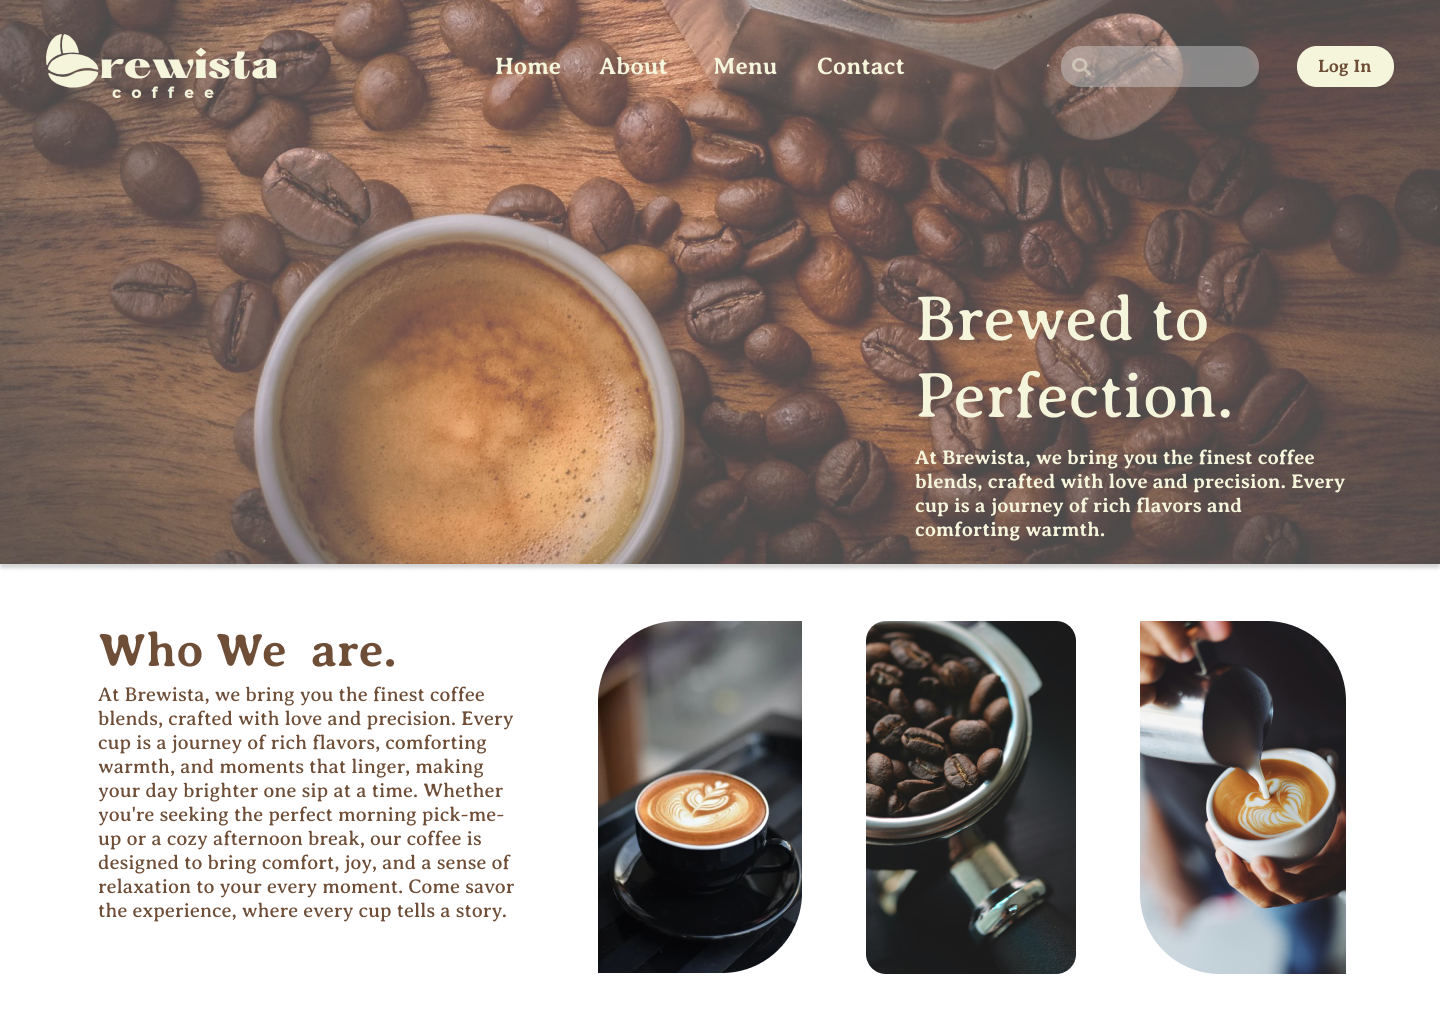 Brewista
coffee
Home About Menu Contact
Log In
Brewed to
Perfection.
At Brewista, we bring you the finest coffee
blends, crafted with love and precision. Every
cup is a journey of rich flavors and
comforting warmth.
Who We are.
At Brewista, we bring you the finest coffee
blends, crafted with love and precision. Every
cup is a journey of rich flavors, comforting
warmth, and moments that linger, making
your day brighter one sip at a time. Whether
you're seeking the perfect morning pick-me-
up or a cozy afternoon break, our coffee is
designed to bring comfort, joy, and a sense of
relaxation to your every moment. Come savor
the experience, where every cup tells a story.